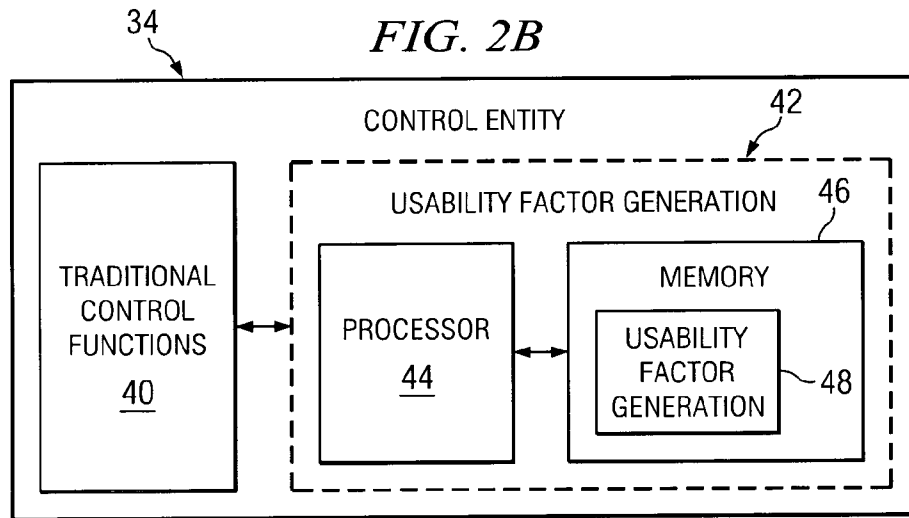 34
FIG. 2B
CONTROL ENTITY
42
USABILITY FACTOR GENERATION
46
TRADITIONAL
CONTROL
FUNCTIONS
40
PROCESSOR
44
MEMORY
USABILITY
FACTOR
GENERATION
48